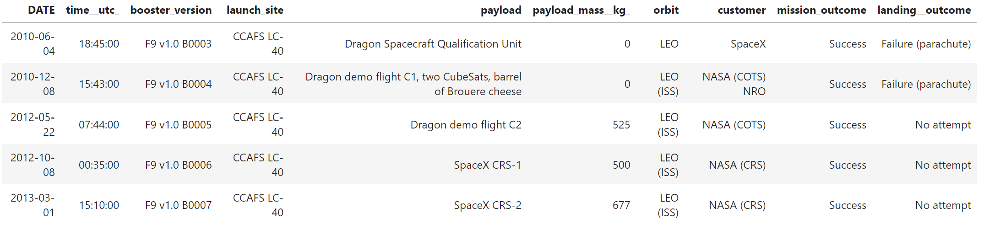 DATE time__utc_ booster_version launch_site payload payload_mass__kg_ orbit customer mission_outcome landing__outcome
2010-06-
04 18:45:00 F9 v1.0 B0003 CCAFS LC-
40 Dragon Spacecraft Qualification Unit 0 LEO SpaceX Success Failure (parachute)
2010-12-
08 15:43:00 F9 v1.0 B0004 CCAFS LC-
40 Dragon demo flight C1, two CubeSats, barrel
of Brouere cheese 0 LEO
(ISS) NASA (COTS)
NRO Success Failure (parachute)
2012-05-
22 07:44:00 F9 v1.0 B0005 CCAFS LC-
40 Dragon demo flight C2 525 LEO
(ISS) NASA (COTS) Success No attempt
2012-10-
08 00:35:00 F9 v1.0 B0006 CCAFS LC-
40 SpaceX CRS-1 500 LEO
(ISS) NASA (CRS) Success No attempt
2013-03-
01 15:10:00 F9 v1.0 B0007 CCAFS LC-
40 SpaceX CRS-2 677 LEO
(ISS) NASA (CRS) Success No attempt